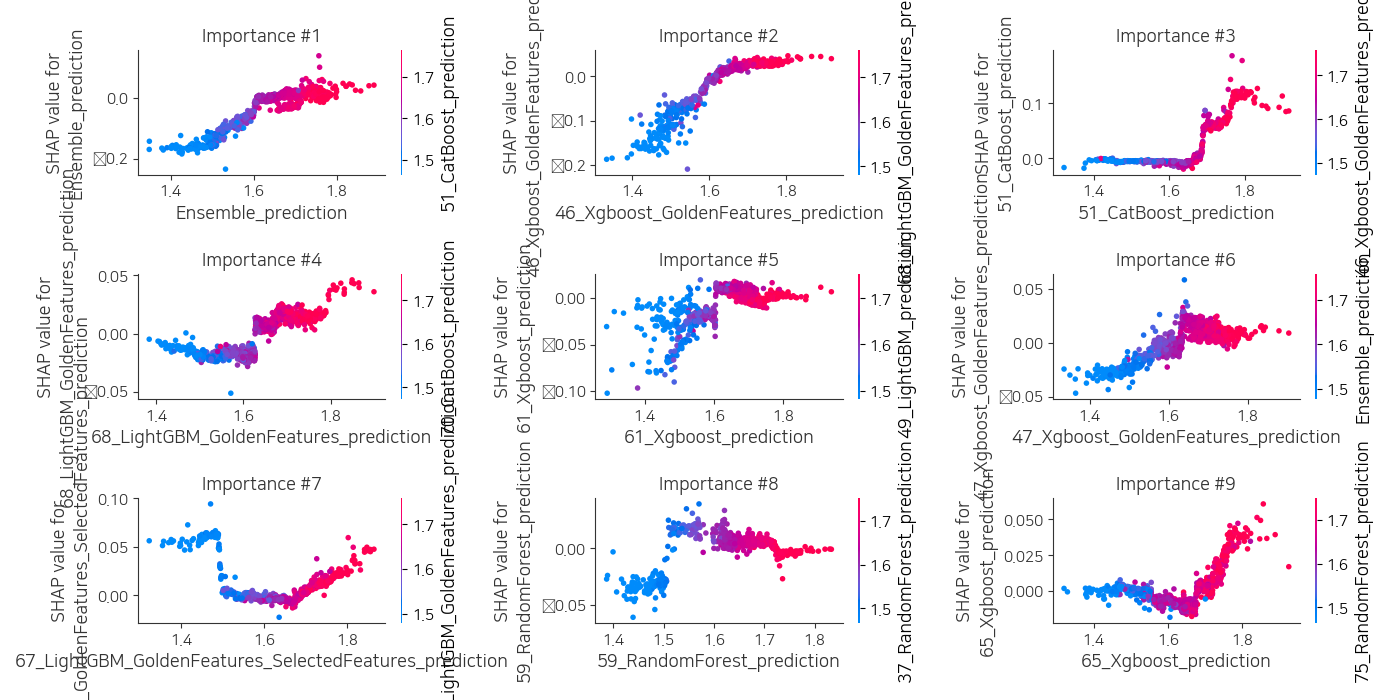 Importance #1
SHAP value for
Ensemble_prediction
0.0
0.2
1.4
1.6
1.8
Ensemble_prediction
1.7
1.6
1.5
51_CatBoost_prediction
Importance #2
SHAP value for
46_Xgboost_GoldenFeatures_prediction
0.0
0.1
0.2
1.4
1.6
1.8
46_Xgboost_GoldenFeatures_prediction
1.7
1.6
1.5
Importance #3
SHAP value for
51_CatBoost_prediction
0.1
0.0
1.4
1.6
1.8
51_CatBoost_prediction
1.7
1.6
1.5
Importance #4
SHAP value for
68_LightGBM_GoldenFeatures_prediction
0.05
0.00
0.05
1.4
1.6
1.8
68_LightGBM_GoldenFeatures_prediction
1.7
1.6
1.5
Importance #5
SHAP value for
61_Xgboost_prediction
0.00
0.05
0.10
1.4
1.6
1.8
61_Xgboost_prediction
1.7
1.6
1.5
49_LightGBM_prediction
Importance #6
SHAP value for
47_Xgboost_GoldenFeatures_prediction
0.05
0.00
0.05
1.4
1.6
1.8
47_Xgboost_GoldenFeatures_prediction
1.7
1.6
1.5
Ensemble_prediction
Importance #7
SHAP value for
_GoldenFeatures_SelectedFeatures_prediction
0.10
0.05
0.00
1.4
1.6
1.8
67_LightGBM_GoldenFeatures_SelectedFeatures_prediction
1.7
1.6
1.5
LightGBM_GoldenFeatures_prediction
Importance #8
SHAP value for
59_RandomForest_prediction
0.00
0.05
1.4
1.5
1.6
1.7
1.8
59_RandomForest_prediction
1.7
1.6
1.5
37_RandomForest_prediction
Importance #9
SHAP value for
65_Xgboost_prediction
0.050
0.025
0.000
1.4
1.6
1.8
65_Xgboost_prediction
1.7
1.6
1.5
75_RandomForest_prediction